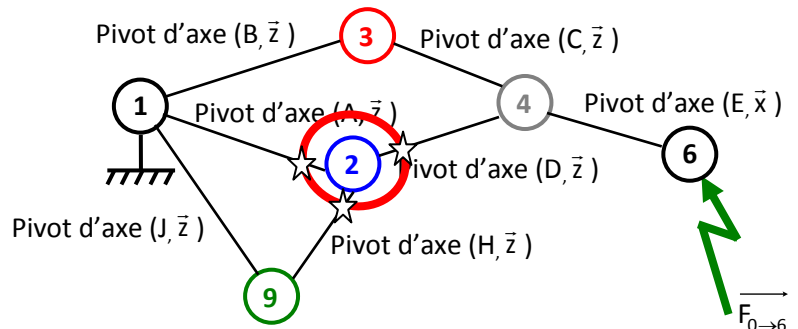 Pivot d'axe (B, z⃗ )
3
Pivot d'axe (C, z⃗ )
1
Pivot d'axe (A, z⃗ )
4
Pivot d'axe (E, x⃗ )
2
6
Pivot d'axe (D, z⃗ )
Pivot d'axe (J, z⃗ )
Pivot d'axe (H, z⃗ )
9
F₀→₆